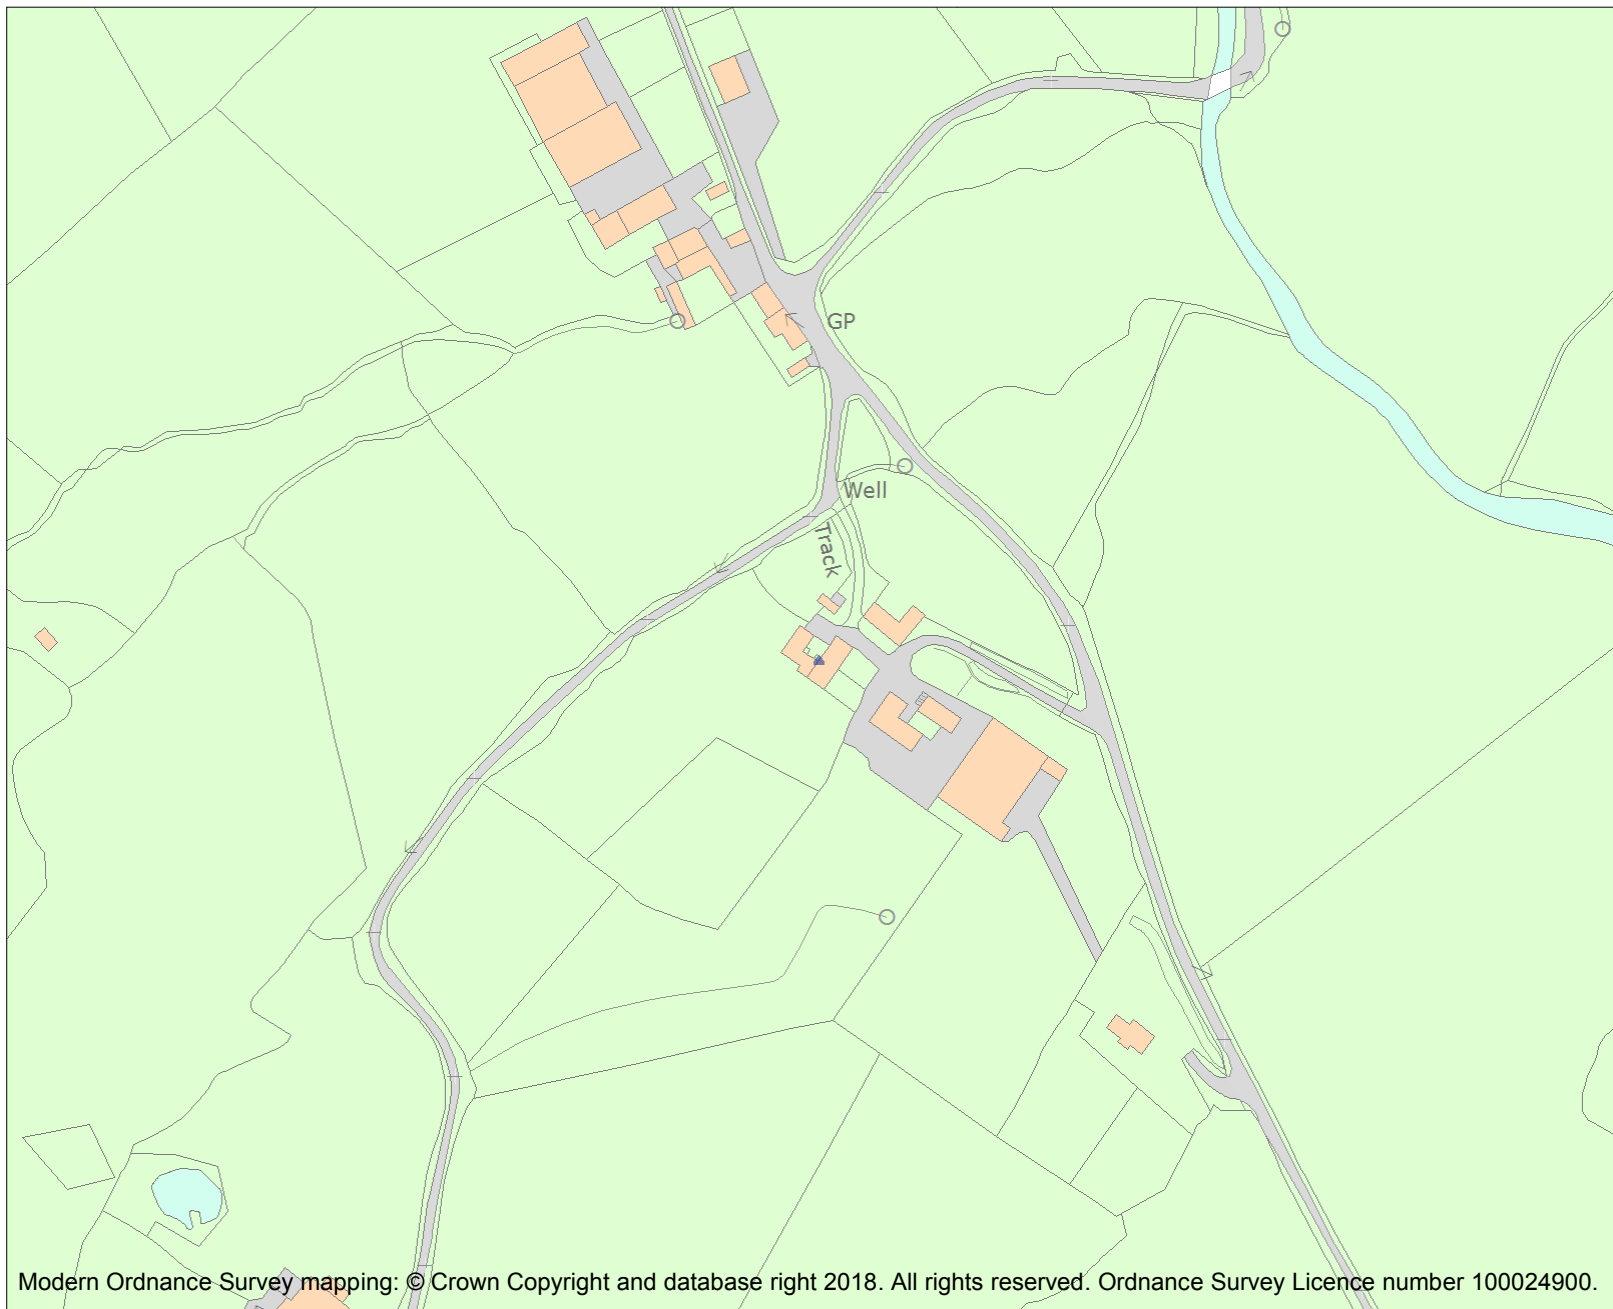 GP
Well
Track
Modern Ordnance Survey mapping: © Crown Copyright and database right 2018. All rights reserved. Ordnance Survey Licence number 100024900.